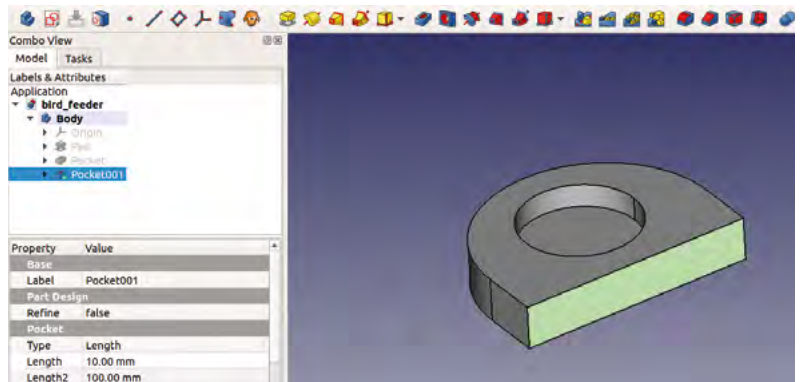 Combo View
Model Tasks
Labels & Attributes
Application
bird_feeder
Body
Origin
Pad
Pocket
Pocket001
Property Value
Base
Label Pocket001
Part Design
Refine false
Pocket
Type Length
Length 10.00 mm
Length2 100.00 mm